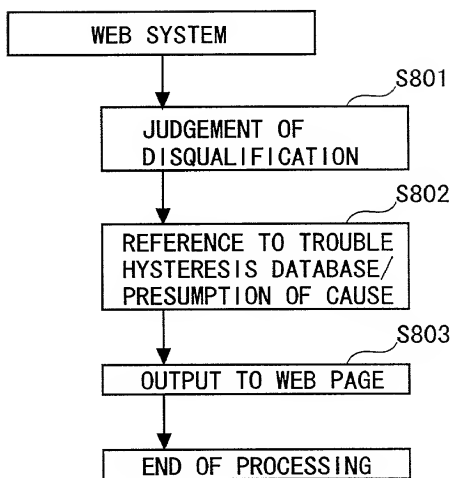 WEB SYSTEM
S801
JUDGEMENT OF
DISQUALIFICATION
S802
REFERENCE TO TROUBLE
HYSTERESIS DATABASE/
PRESUMPTION OF CAUSE
S803
OUTPUT TO WEB PAGE
END OF PROCESSING